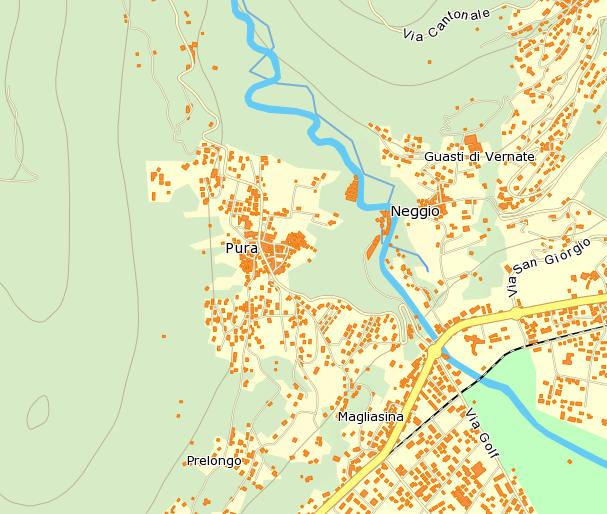 Via Cantonale
Guasti di Vernate
Neggio
Pura
Via San Giorgio
Magliasina
Via Golf
Prelongo